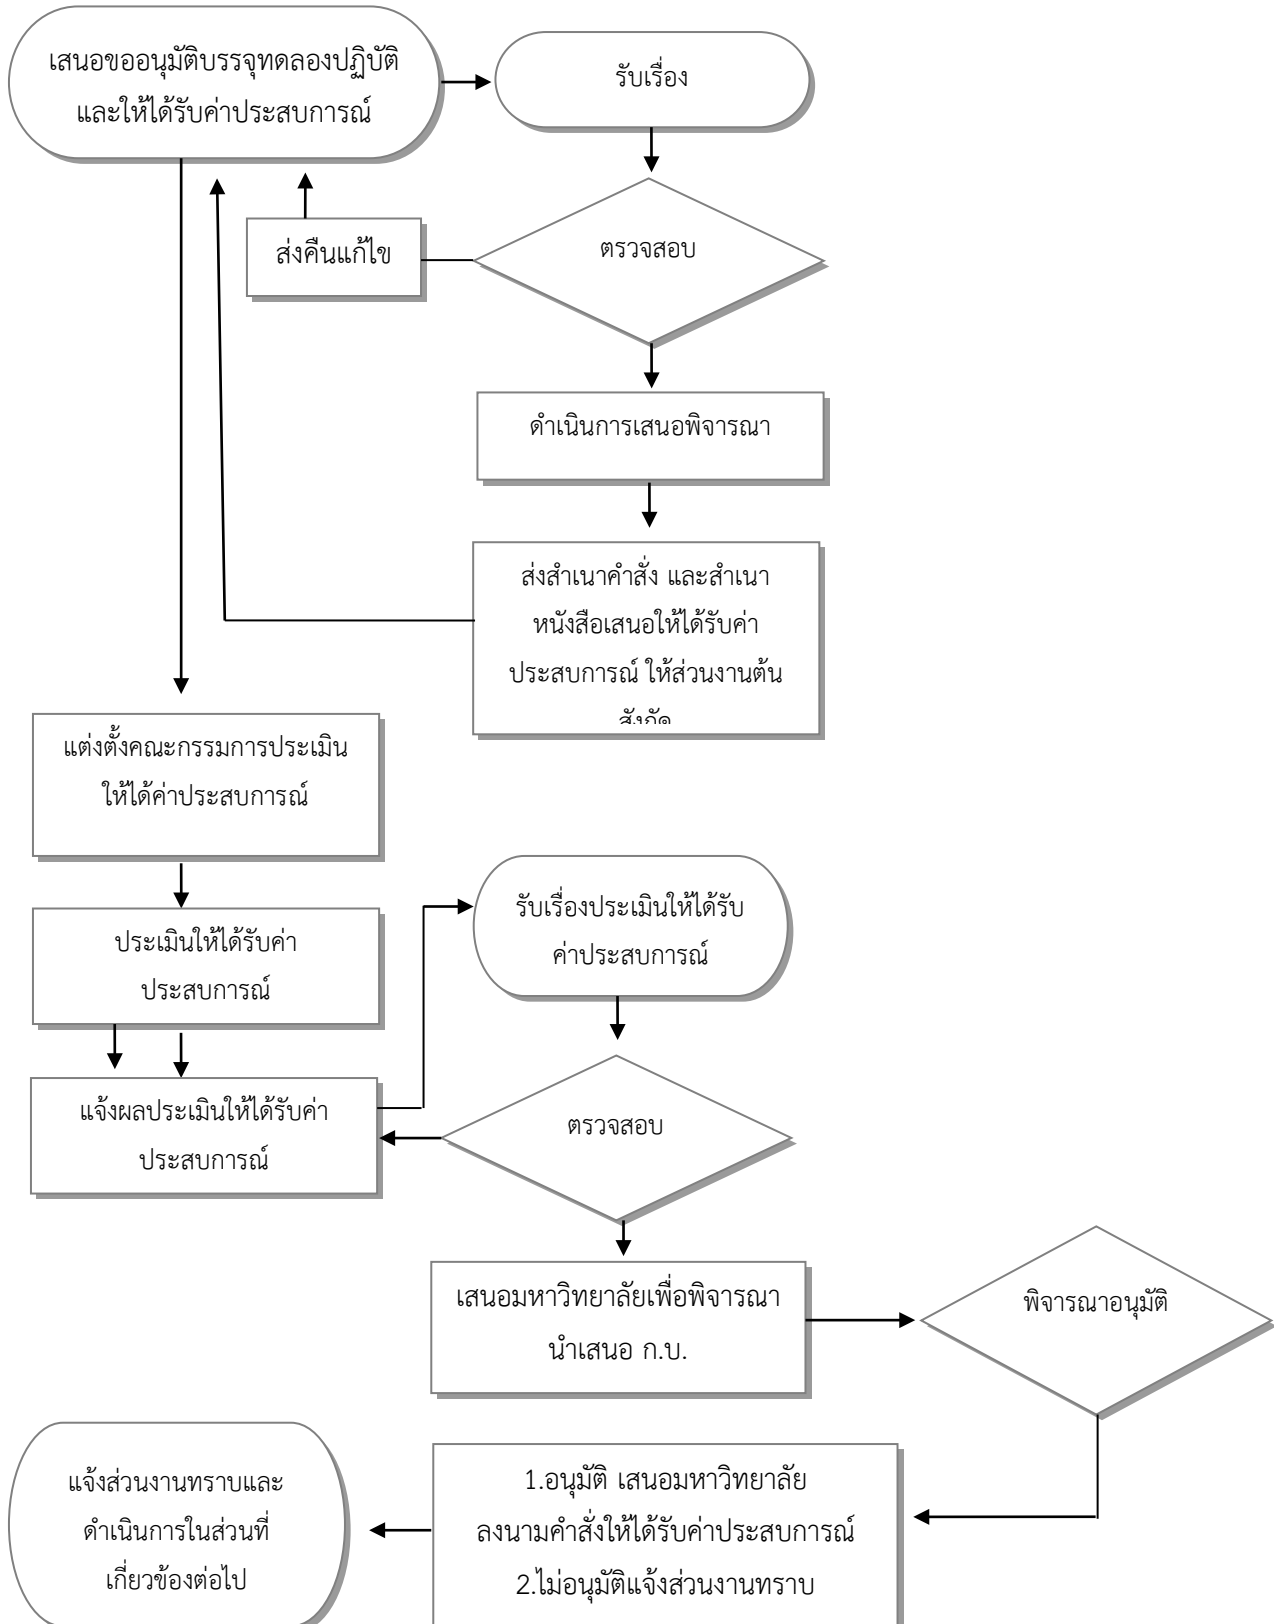 เสนอขออนุมัติบรรจุทดลองปฏิบัติ
และให้ได้รับค่าประสบการณ์
รับเรื่อง
ส่งคืนแก้ไข
ตรวจสอบ
ดำเนินการเสนอพิจารณา
ส่งสำเนาคำสั่ง และสำเนา
หนังสือเสนอให้ได้รับค่า
ประสบการณ์ ให้ส่วนงานต้น
สังกัด
แต่งตั้งคณะกรรมการประเมิน
ให้ได้ค่าประสบการณ์
ประเมินให้ได้รับค่า
ประสบการณ์
แจ้งผลประเมินให้ได้รับค่า
ประสบการณ์
รับเรื่องประเมินให้ได้รับ
ค่าประสบการณ์
ตรวจสอบ
เสนอมหาวิทยาลัยเพื่อพิจารณา
นำเสนอ ก.บ.
พิจารณาอนุมัติ
1.อนุมัติ เสนอมหาวิทยาลัย
ลงนามคำสั่งให้ได้รับค่าประสบการณ์
2.ไม่อนุมัติแจ้งส่วนงานทราบ
แจ้งส่วนงานทราบและ
ดำเนินการในส่วนที่
เกี่ยวข้องต่อไป